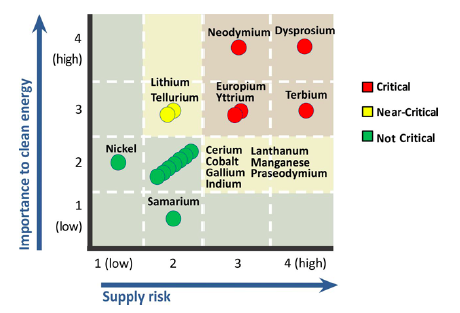 Importance to clean energy
4
(high)
3
2
1
(low)
Neodymium
Dysprosium
Lithium
Tellurium
Europium
Yttrium
Terbium
Nickel
Cerium
Cobalt
Gallium
Indium
Lanthanum
Manganese
Praseodymium
Samarium
1 (low)
2
3
4 (high)
Supply risk
Critical
Near-Critical
Not Critical